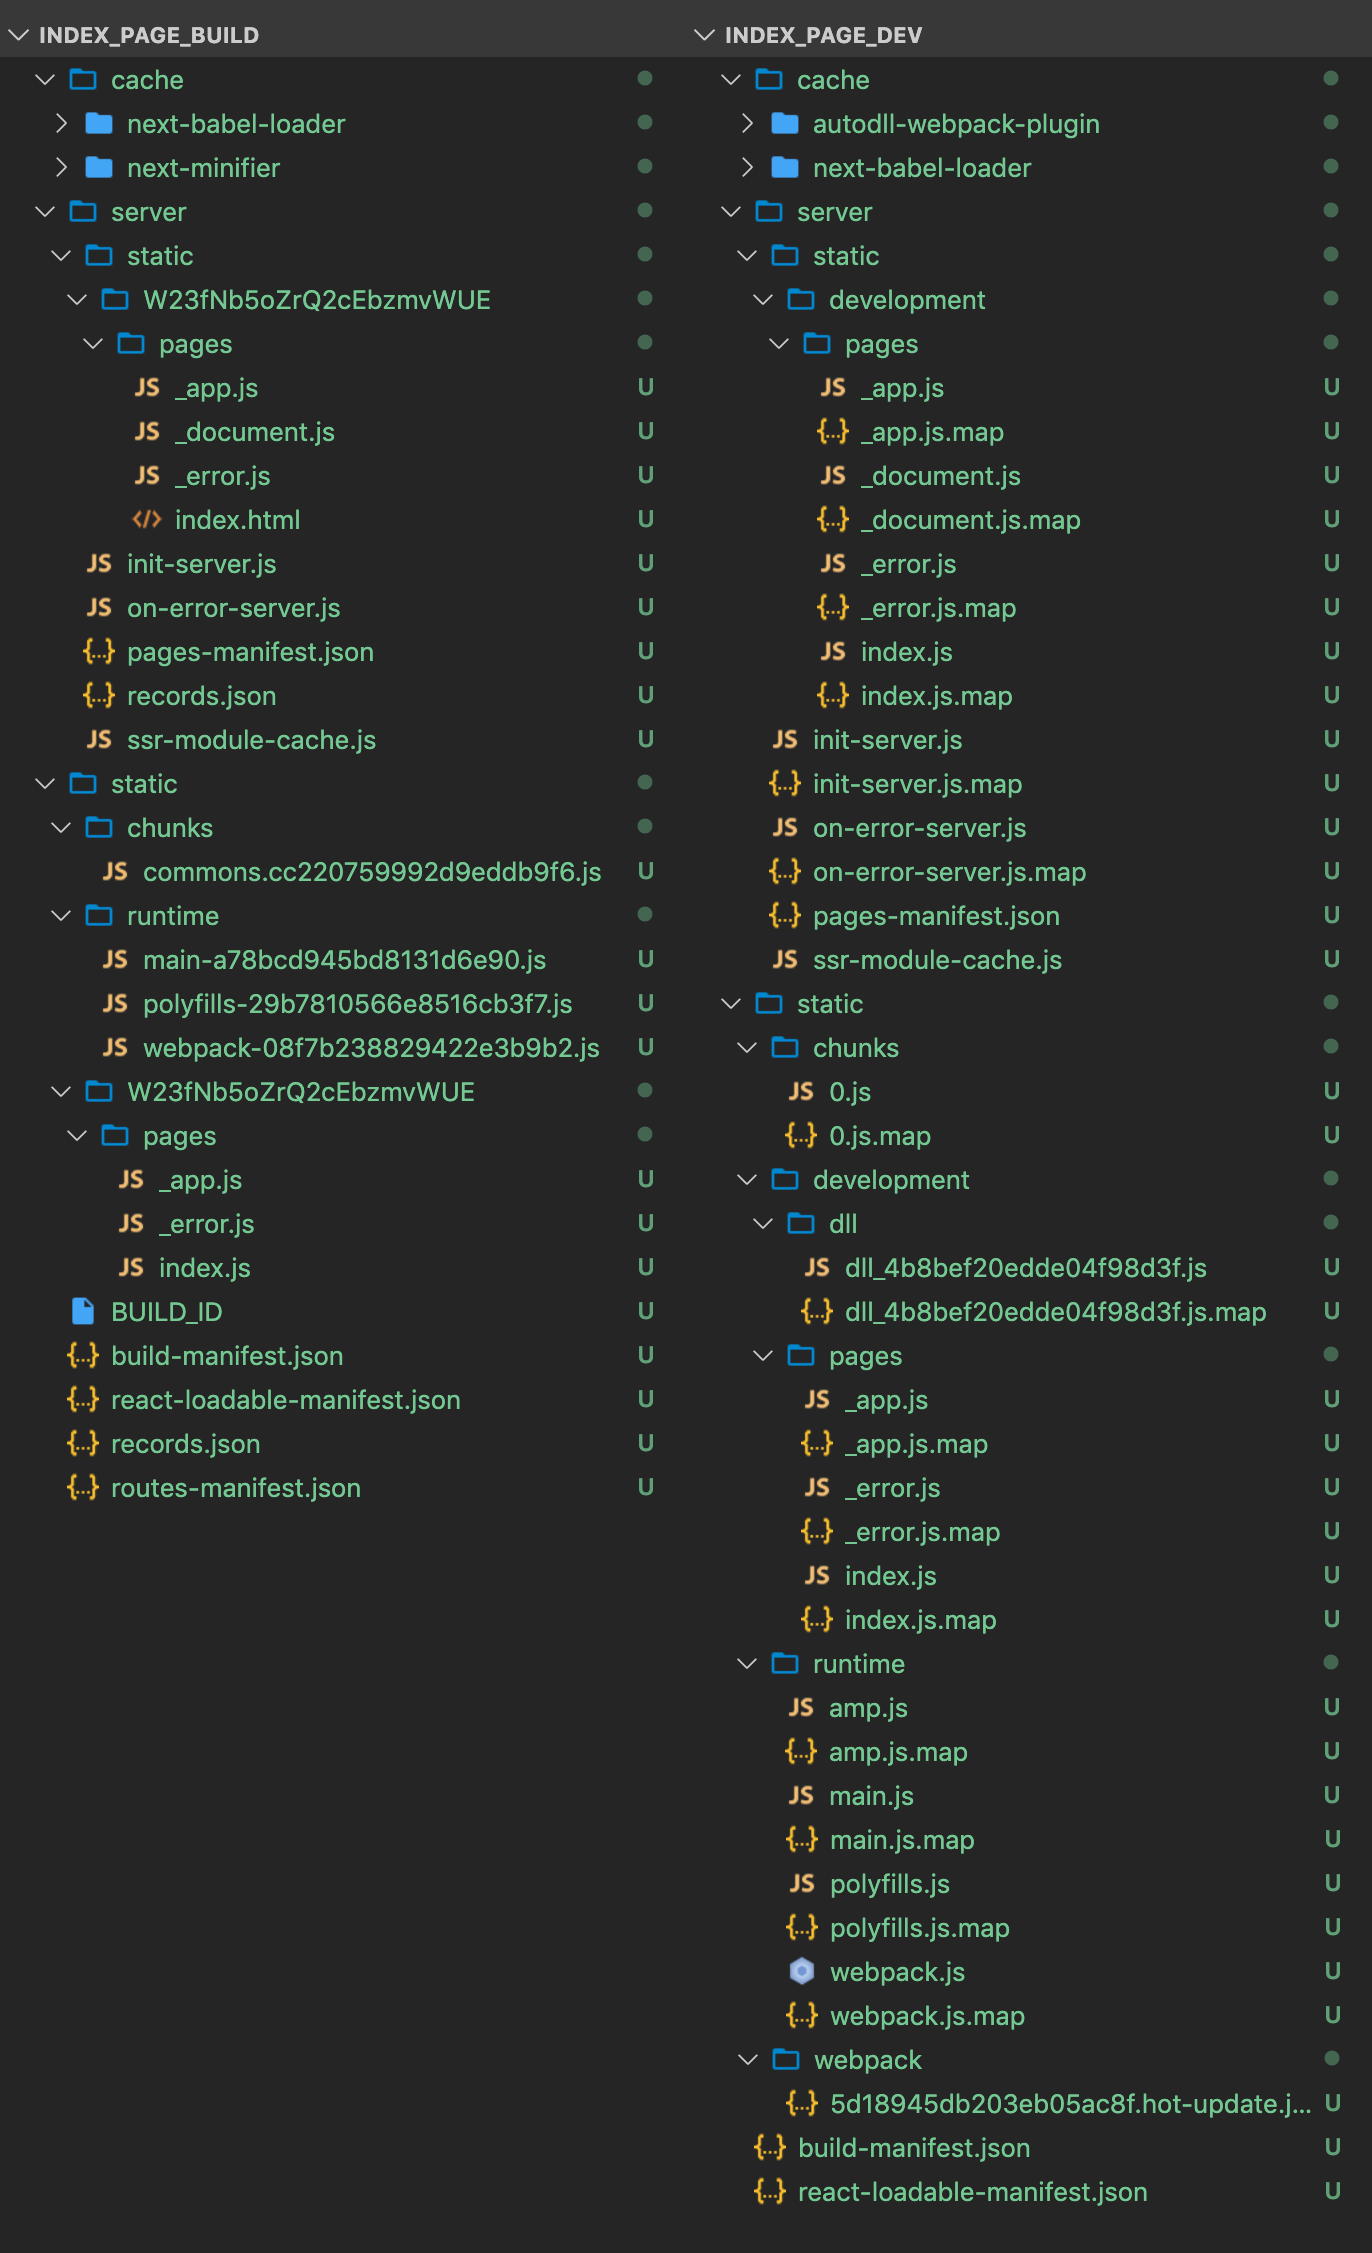 INDEX_PAGE_BUILD
cache
next-babel-loader
next-minifier
server
static
W23fNb5oZrQ2cEbzmvWUE
pages
JS _app.js U
JS _document.js U
JS _error.js U
index.html U
JS init-server.js U
JS on-error-server.js U
{...} pages-manifest.json U
{...} records.json U
JS ssr-module-cache.js U
static
chunks
JS commons.cc220759992d9eddb9f6.js U
runtime
JS main-a78bcd945bd8131d6e90.js U
JS polyfills-29b7810566e8516cb3f7.js U
JS webpack-08f7b238829422e3b9b2.js U
W23fNb5oZrQ2cEbzmvWUE
pages
JS _app.js U
JS _error.js U
JS index.js U
BUILD_ID U
{...} build-manifest.json U
{...} react-loadable-manifest.json U
{...} records.json U
{...} routes-manifest.json U
INDEX_PAGE_DEV
cache
autodll-webpack-plugin
next-babel-loader
server
static
development
pages
JS _app.js U
{...} _app.js.map U
JS _document.js U
{...} _document.js.map U
JS _error.js U
{...} _error.js.map U
JS index.js U
{...} index.js.map U
JS init-server.js U
{...} init-server.js.map U
JS on-error-server.js U
{...} on-error-server.js.map U
{...} pages-manifest.json U
JS ssr-module-cache.js U
static
chunks
JS 0.js U
{...} 0.js.map U
development
dll
JS dll_4b8bef20edde04f98d3f.js U
{...} dll_4b8bef20edde04f98d3f.js.map U
pages
JS _app.js U
{...} _app.js.map U
JS _error.js U
{...} _error.js.map U
JS index.js U
{...} index.js.map U
runtime
JS amp.js U
{...} amp.js.map U
JS main.js U
{...} main.js.map U
JS polyfills.js U
{...} polyfills.js.map U
webpack.js U
{...} webpack.js.map U
webpack
{...} 5d18945db203eb05ac8f.hot-update.j... U
{...} build-manifest.json U
{...} react-loadable-manifest.json U